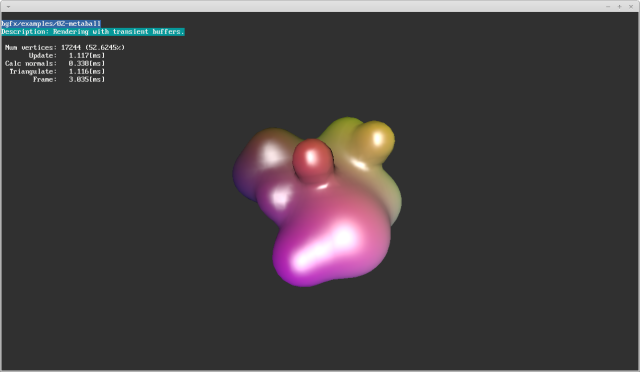 bgfx/examples/02-metaball
Description: Rendering with transient buffers.
Num vertices: 17244 (52.6245%)
Update: 1.117[ms]
Calc normals: 0.338[ms]
Triangulate: 1.116[ms]
Frame: 3.035[ms]